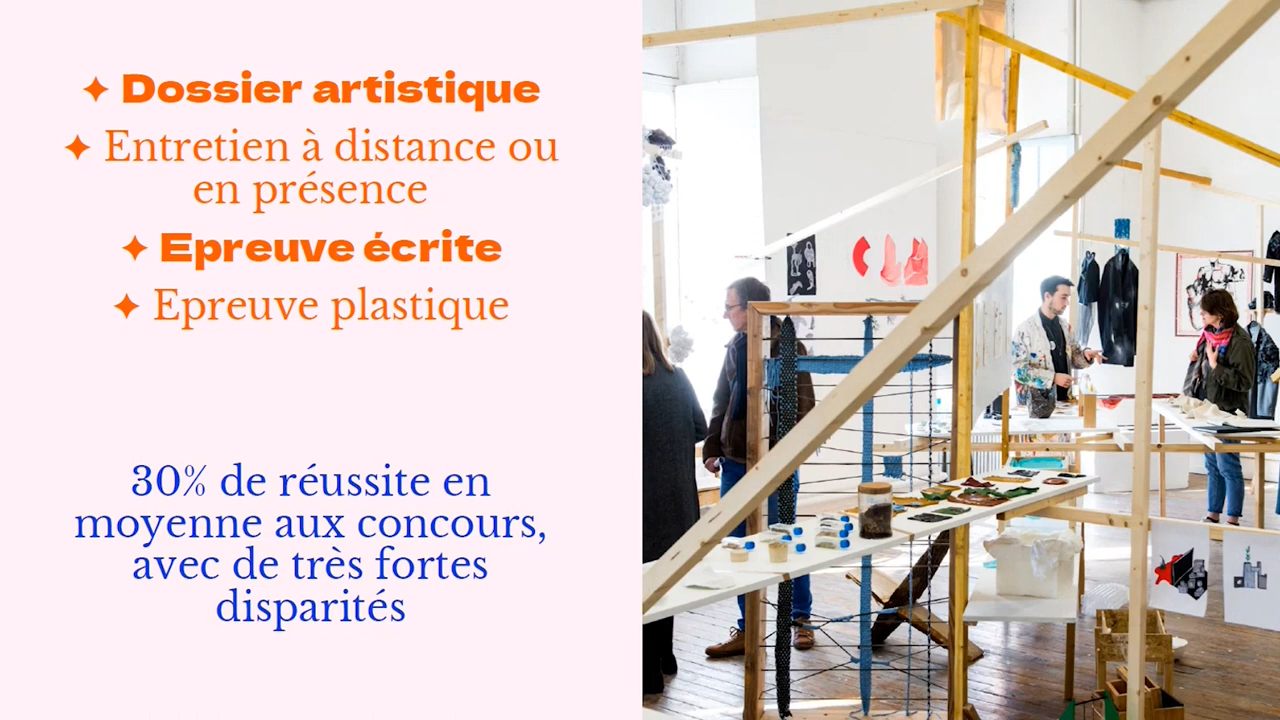 ✦ Dossier artistique
✦ Entretien à distance ou
en présence
✦ Epreuve écrite
✦ Epreuve plastique
30% de réussite en
moyenne aux concours,
avec de très fortes
disparités